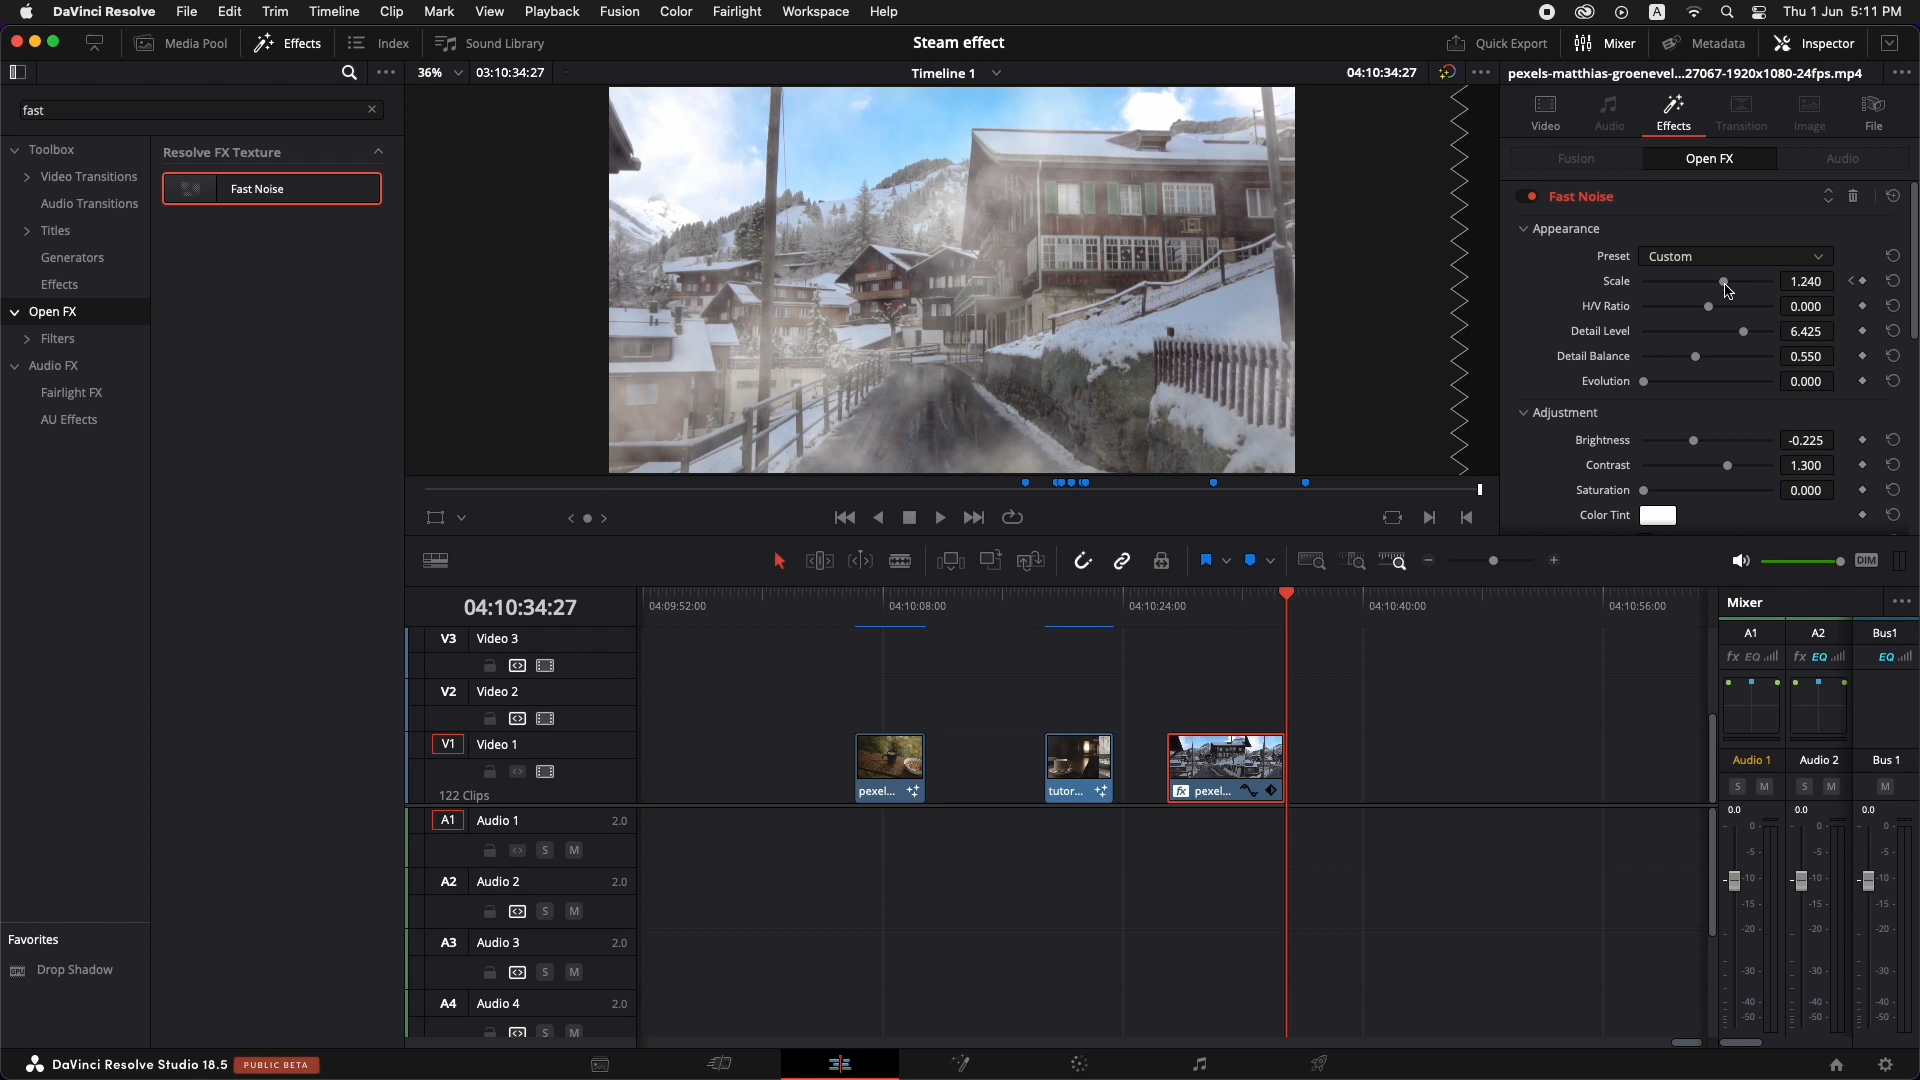 DaVinci Resolve File Edit Trim Timeline Clip Mark View Playback Fusion Color Fairlight Workspace Help A Thu 1 Jun 5:11 PM
Media Pool Effects Index Sound Library Steam effect Quick Export Mixer Metadata Inspector
36% 03:10:34:27 Timeline 1 04:10:34:27 pexels-matthias-groenevel...27067-1920x1080-24fps.mp4
fast
Video Audio Effects Transition Image File
Toolbox
Video Transitions
Audio Transitions
Titles
Generators
Effects
Open FX
Filters
Audio FX
Fairlight FX
AU Effects
Resolve FX Texture
Fast Noise
Fusion Open FX Audio
Fast Noise
Appearance
Preset Custom
Scale 1.240
H/V Ratio 0.000
Detail Level 6.425
Detail Balance 0.550
Evolution 0.000
Adjustment
Brightness -0.225
Contrast 1.300
Saturation 0.000
Color Tint
DIM
04:10:34:27 04:09:52:00 04:10:08:00 04:10:24:00 04:10:40:00 04:10:56:00
V3 Video 3
V2 Video 2
V1 Video 1
122 Clips
pexel... tutor... fx pexel...
A1 Audio 1 2.0
S M
A2 Audio 2 2.0
S M
A3 Audio 3 2.0
S M
A4 Audio 4 2.0
S M
Mixer
A1 A2 Bus1
fx EQ fx EQ EQ
Audio 1 Audio 2 Bus 1
S M S M M
0.0 0.0 0.0
0- 0- 0-
-5- -5- -5-
-10- -10- -10-
-15- -15- -15-
-20- -20- -20-
-30- -30- -30-
-40- -40- -40-
-50- -50- -50-
Favorites
Drop Shadow
DaVinci Resolve Studio 18.5 PUBLIC BETA